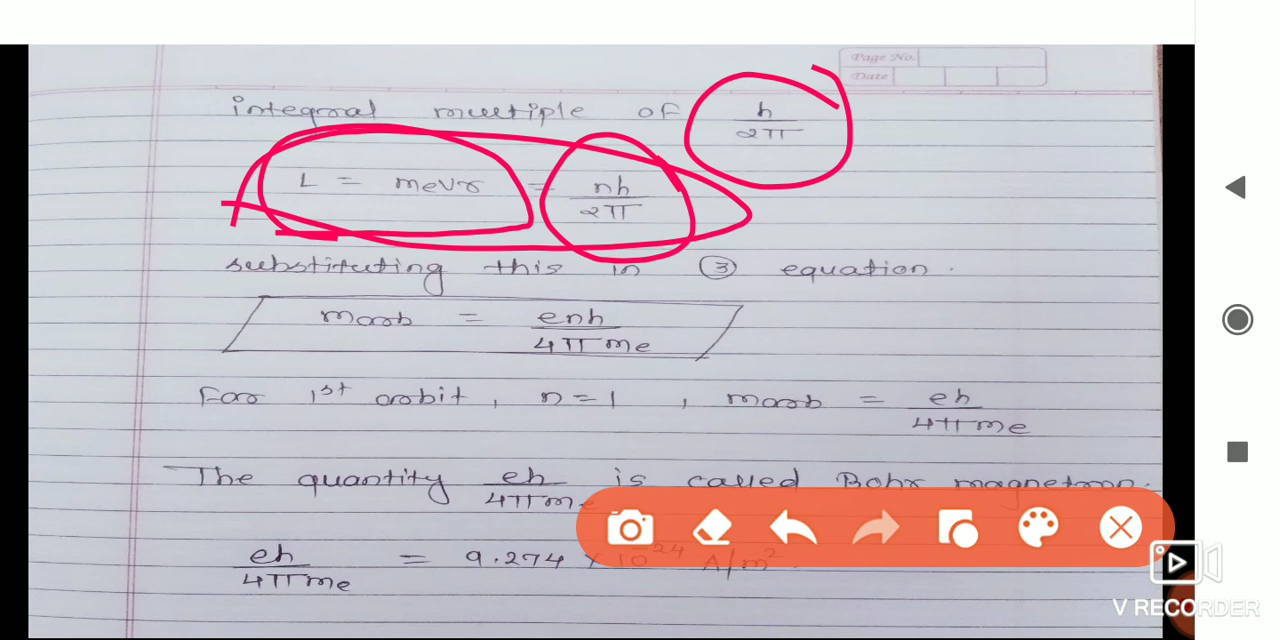 Page No.
Date
integral multiple of h/2π
L = mevr = nh/2π
substituting this in ③ equation.
morb = enh/4πme
For 1st orbit, n=1, morb = eh/4πme
The quantity eh/4πme is called Bohr magneton.
eh/4πme = 9.274 × 10⁻²⁴ A/m².
V RECORDER